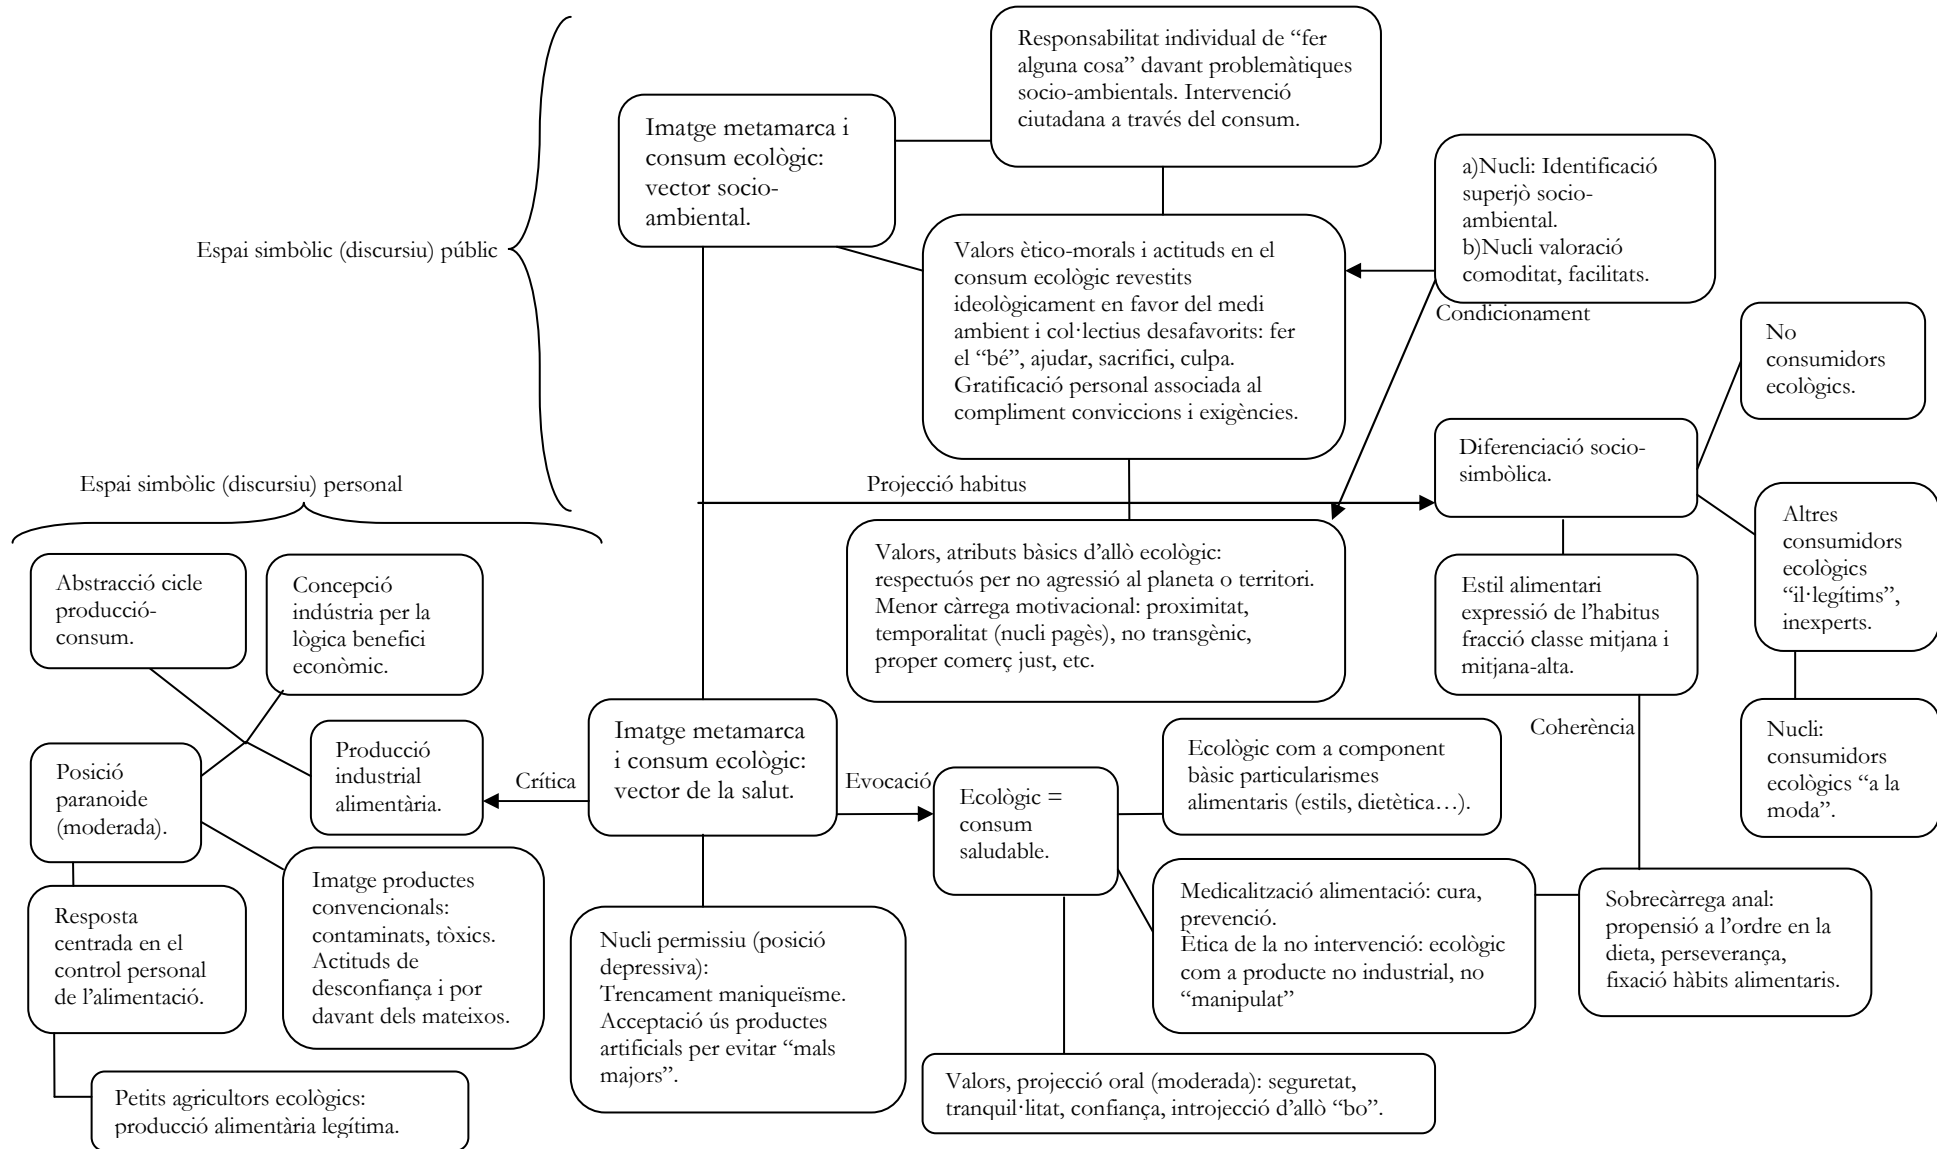 Responsabilitat individual de “fer
alguna cosa” davant problemàtiques
socio-ambientals. Intervenció
ciutadana a través del consum.
Imatge metamarca i
consum ecològic:
vector socio-
ambiental.
a)Nucli: Identificació
superjò socio-
ambiental.
b)Nucli valoració
comoditat, facilitats.
Espai simbòlic (discursiu) públic
Valors ètico-morals i actituds en el
consum ecològic revestits
ideològicament en favor del medi
ambient i col·lectius desafavorits: fer
el “bé”, ajudar, sacrifici, culpa.
Gratificació personal associada al
compliment conviccions i exigències.
Condicionament
No
consumidors
ecològics.
Diferenciació socio-
simbòlica.
Espai simbòlic (discursiu) personal
Projecció habitus
Altres
consumidors
ecològics
“il·legítims”,
inexperts.
Valors, atributs bàsics d’allò ecològic:
respectuós per no agressió al planeta o territori.
Menor càrrega motivacional: proximitat,
temporalitat (nucli pagès), no transgènic,
proper comerç just, etc.
Estil alimentari
expressió de l’habitus
fracció classe mitjana i
mitjana-alta.
Abstracció cicle
producció-
consum.
Concepció
indústria per la
lògica benefici
econòmic.
Posició
paranoide
(moderada).
Producció
industrial
alimentària.
Crítica
Imatge metamarca
i consum ecològic:
vector de la salut.
Evocació
Ecològic =
consum
saludable.
Ecològic com a component
bàsic particularismes
alimentaris (estils, dietètica…).
Coherència
Nucli:
consumidors
ecològics “a la
moda”.
Resposta
centrada en el
control personal
de l’alimentació.
Imatge productes
convencionals:
contaminats, tòxics.
Actituds de
desconfiança i por
davant dels mateixos.
Nucli permissiu (posició
depressiva):
Trencament maniqueïsme.
Acceptació ús productes
artificials per evitar “mals
majors”.
Medicalització alimentació: cura,
prevenció.
Ètica de la no intervenció: ecològic
com a producte no industrial, no
“manipulat”
Sobrecàrrega anal:
propensió a l’ordre en la
dieta, perseverança,
fixació hàbits alimentaris.
Petits agricultors ecològics:
producció alimentària legítima.
Valors, projecció oral (moderada): seguretat,
tranquil·litat, confiança, introjecció d’allò “bo”.